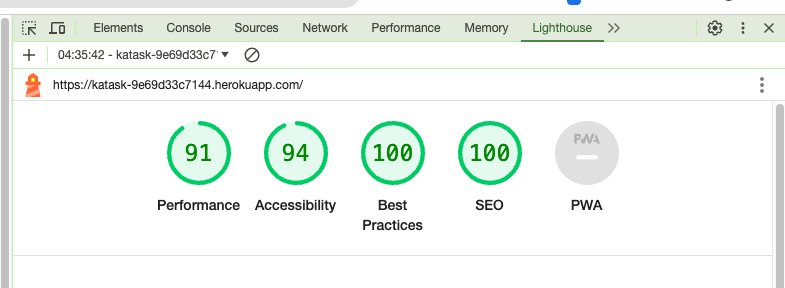 Elements Console Sources Network Performance Memory Lighthouse
04:35:42 - katask-9e69d33c7
https://katask-9e69d33c7144.herokuapp.com/
91 94 100 100 PWA
Performance Accessibility Best Practices SEO PWA